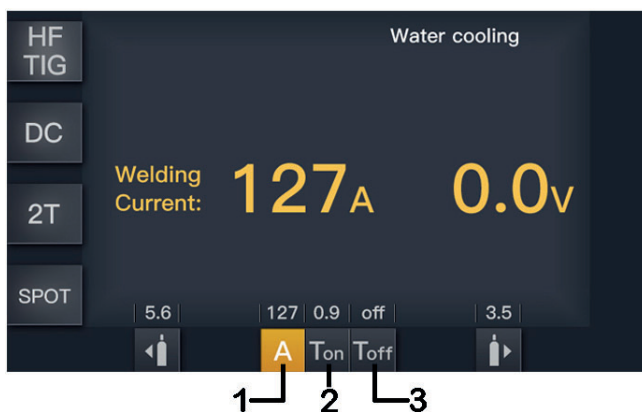 HF
TIG
Water cooling
DC
Welding
Current:
127A
0.0V
2T
SPOT
5.6
127
0.9
off
3.5
A
Ton
Toff
1
2
3